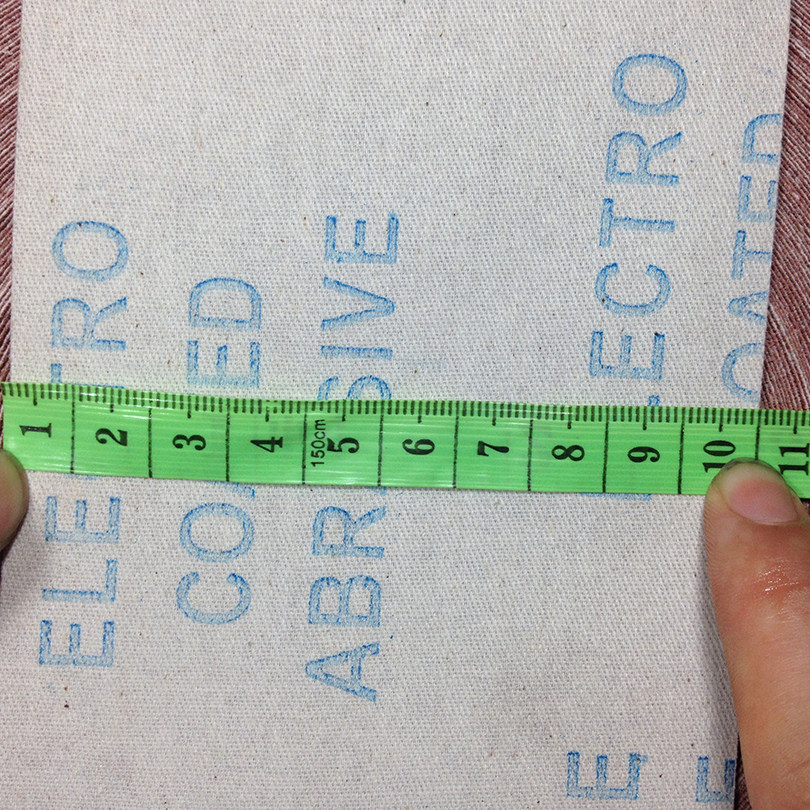 ELECTRO
COATED
ABRASIVE
ELECTRO
COATED
E
E
1 2 3 4 5 6 7 8 9 10 11
150cm